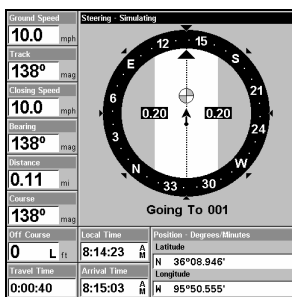 Ground Speed
10.0 mph
Track
138° mag
Closing Speed
10.0 mph
Bearing
138° mag
Distance
0.11 mi
Course
138° mag
Off Course
0 L ft
Travel Time
0:00:40
Steering - Simulating
12 15 S 21 24 W 30 33 N 3 6 E
0.20 0.20
Going To 001
Local Time
8:14:23 AM
Arrival Time
8:15:03 AM
Position - Degrees/Minutes
Latitude
N 36°08.946'
Longitude
W 95°50.555'